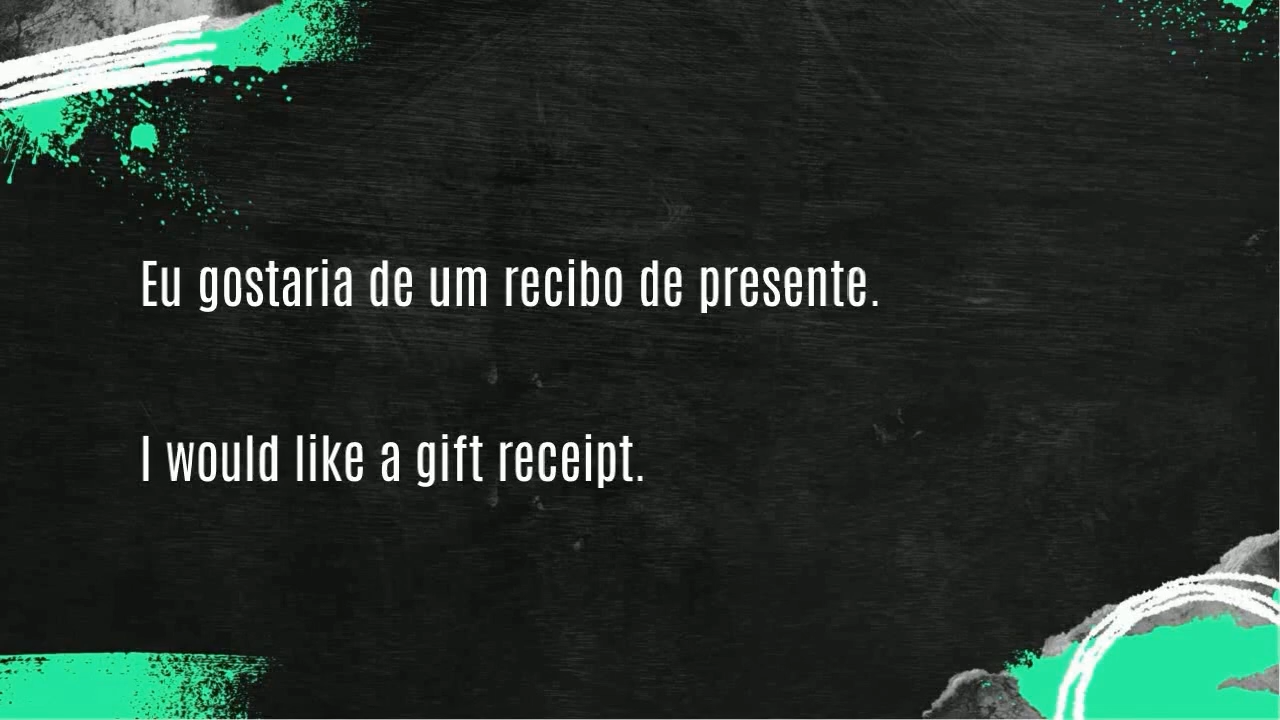 Eu gostaria de um recibo de presente.
I would like a gift receipt.